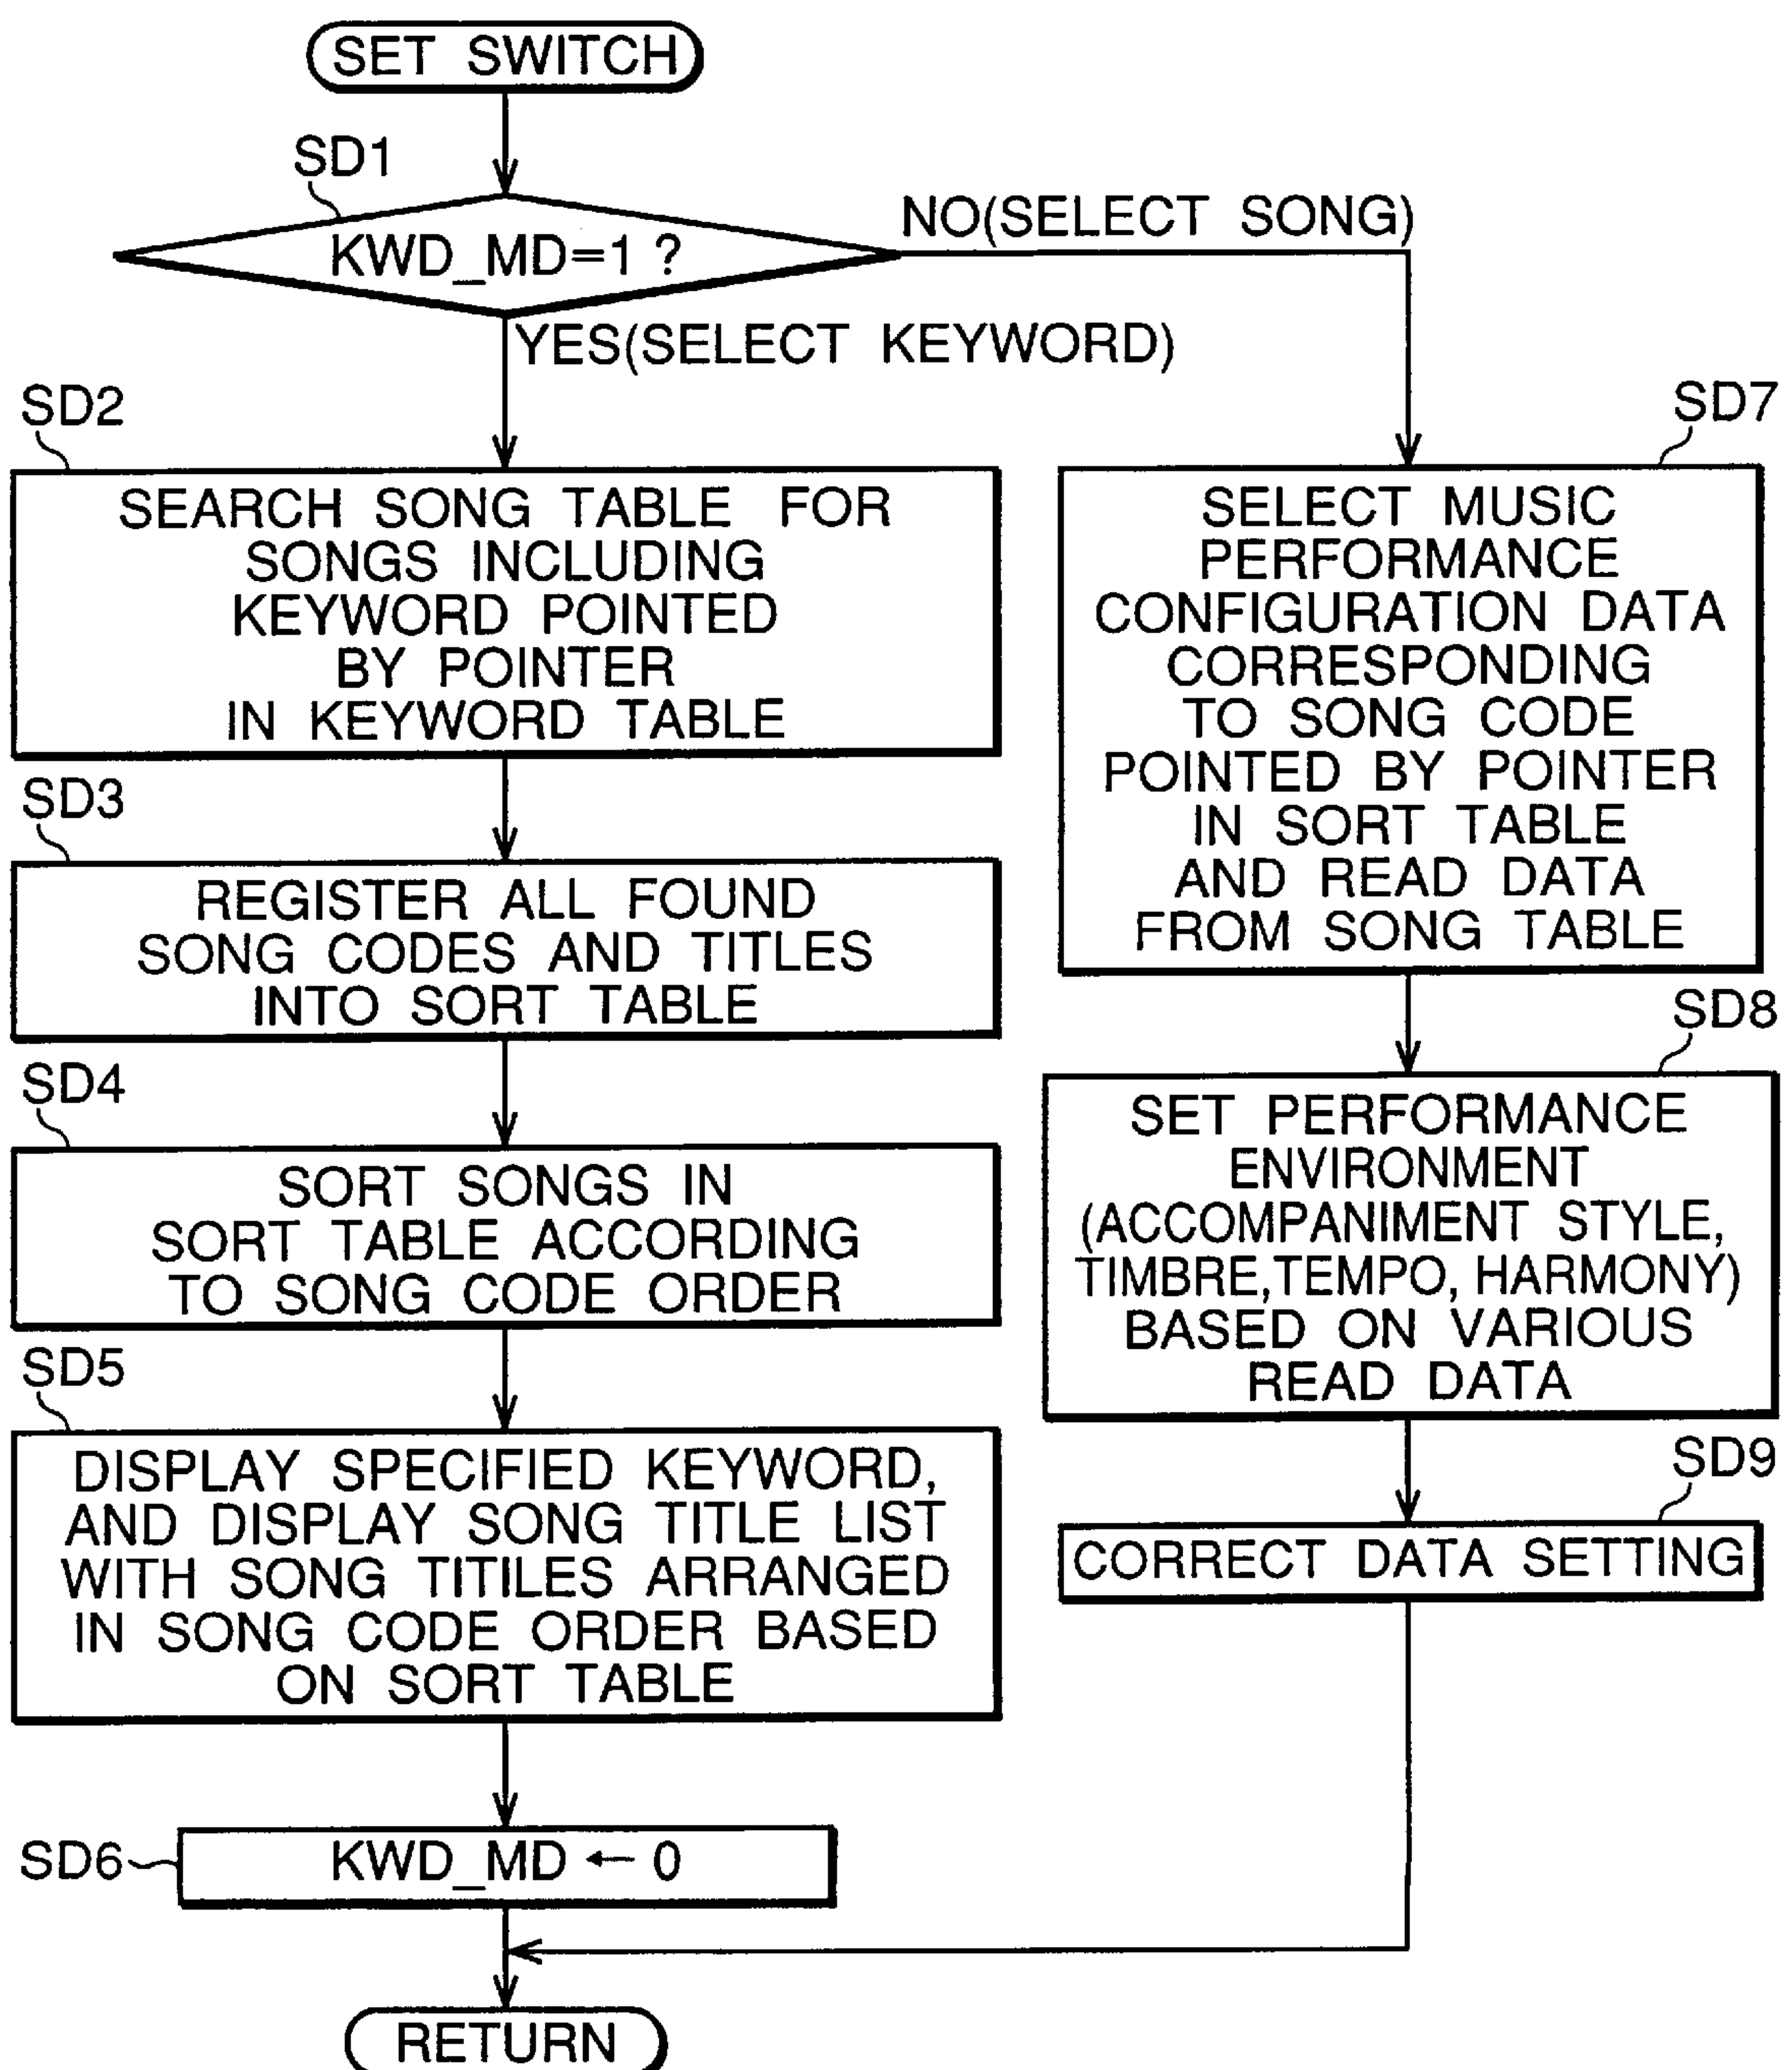 SET SWITCH
SD1
KWD_MD=1 ?
NO(SELECT SONG)
YES(SELECT KEYWORD)
SD2
SEARCH SONG TABLE FOR
SONGS INCLUDING
KEYWORD POINTED
BY POINTER
IN KEYWORD TABLE
SD3
REGISTER ALL FOUND
SONG CODES AND TITLES
INTO SORT TABLE
SD4
SORT SONGS IN
SORT TABLE ACCORDING
TO SONG CODE ORDER
SD5
DISPLAY SPECIFIED KEYWORD,
AND DISPLAY SONG TITLE LIST
WITH SONG TITILES ARRANGED
IN SONG CODE ORDER BASED
ON SORT TABLE
SD6
KWD_MD ← 0
SD7
SELECT MUSIC
PERFORMANCE
CONFIGURATION DATA
CORRESPONDING
TO SONG CODE
POINTED BY POINTER
IN SORT TABLE
AND READ DATA
FROM SONG TABLE
SD8
SET PERFORMANCE
ENVIRONMENT
(ACCOMPANIMENT STYLE,
TIMBRE,TEMPO, HARMONY)
BASED ON VARIOUS
READ DATA
SD9
CORRECT DATA SETTING
RETURN